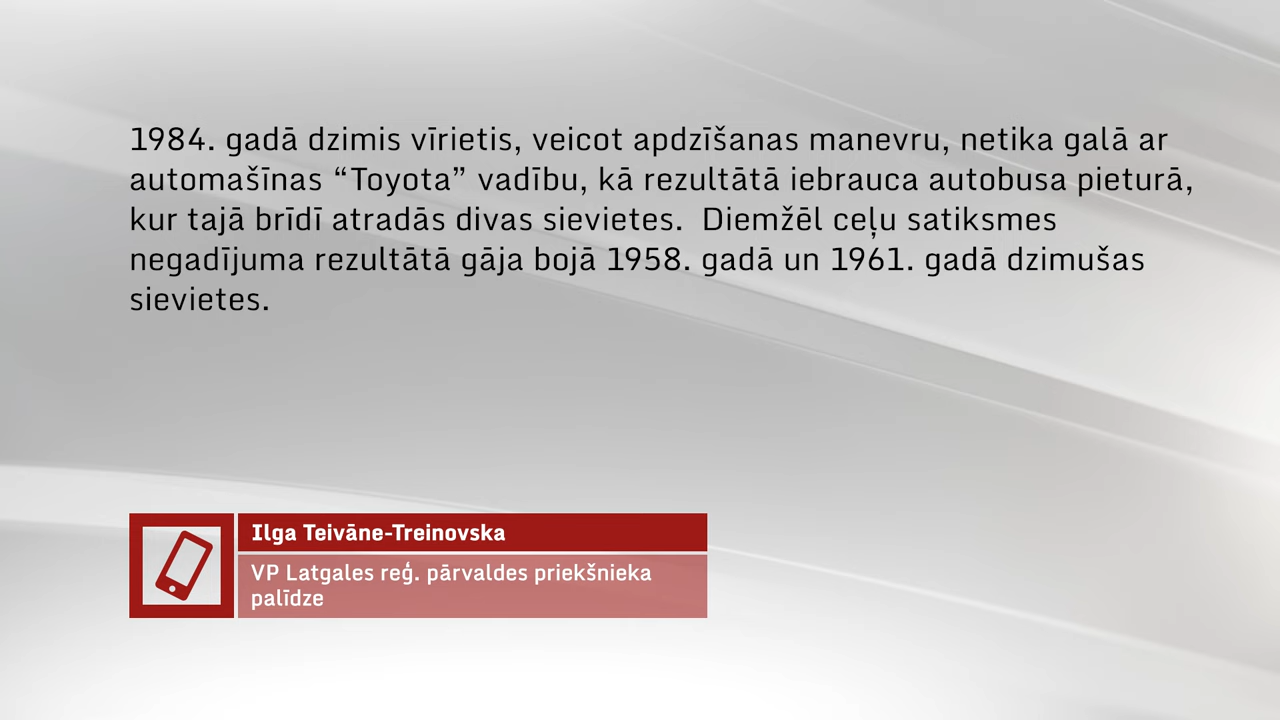 1984. gadā dzimis vīrietis, veicot apdzīšanas manevru, netika galā ar
automašīnas “Toyota” vadību, kā rezultātā iebrauca autobusa pieturā,
kur tajā brīdī atradās divas sievietes.  Diemžēl ceļu satiksmes
negadījuma rezultātā gāja bojā 1958. gadā un 1961. gadā dzimušas
sievietes.
Ilga Teivāne-Treinovska
VP Latgales reģ. pārvaldes priekšnieka
palīdze